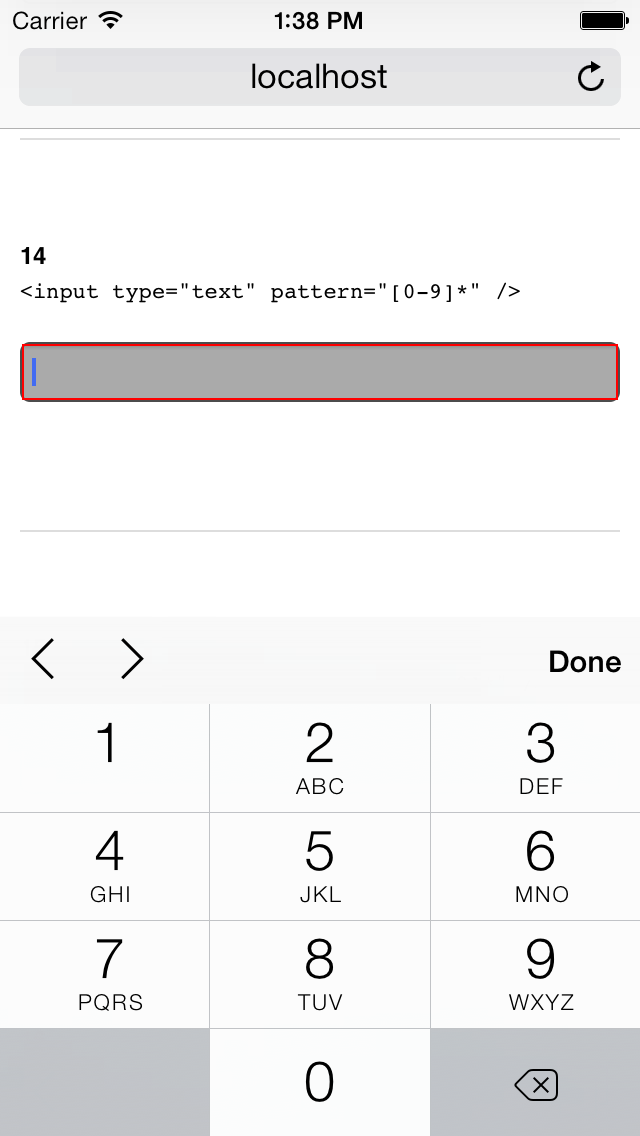 Carrier 1:38 PM
localhost
14
<input type="text" pattern="[0-9]*" />
Done
1 2 3
ABC DEF
4 5 6
GHI JKL MNO
7 8 9
PQRS TUV WXYZ
0